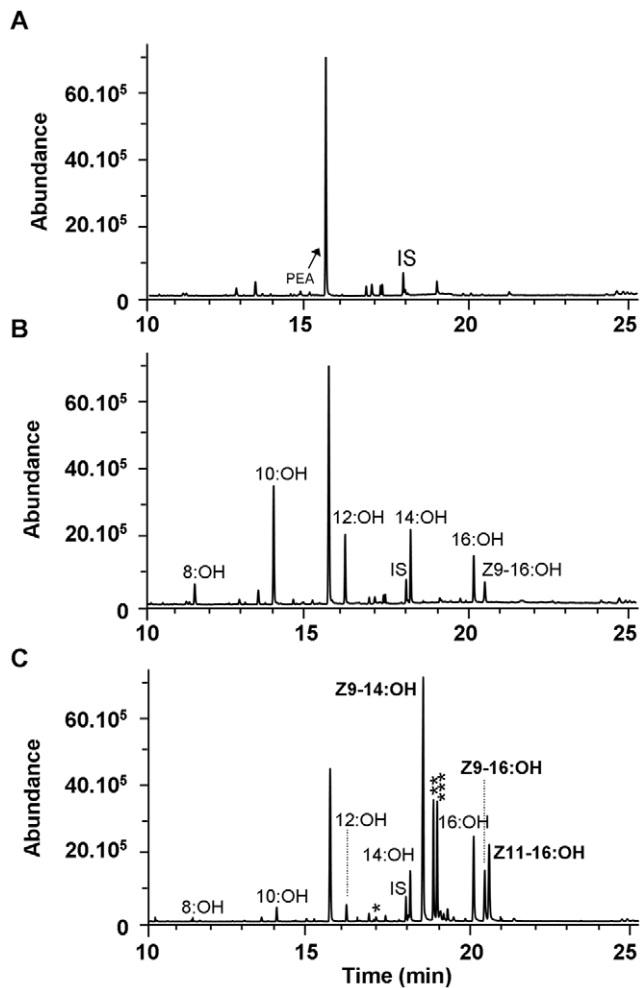 A
Abundance
60.10⁵
40.10⁵
20.10⁵
0
PEA
IS
10 15 20 25
B
Abundance
60.10⁵
40.10⁵
20.10⁵
0
8:OH
10:OH
12:OH
IS
14:OH
16:OH
Z9-16:OH
10 15 20 25
C
Abundance
60.10⁵
40.10⁵
20.10⁵
0
8:OH
10:OH
12:OH
*
IS
14:OH
Z9-14:OH
**
***
16:OH
Z9-16:OH
Z11-16:OH
10 15 20 25
Time (min)